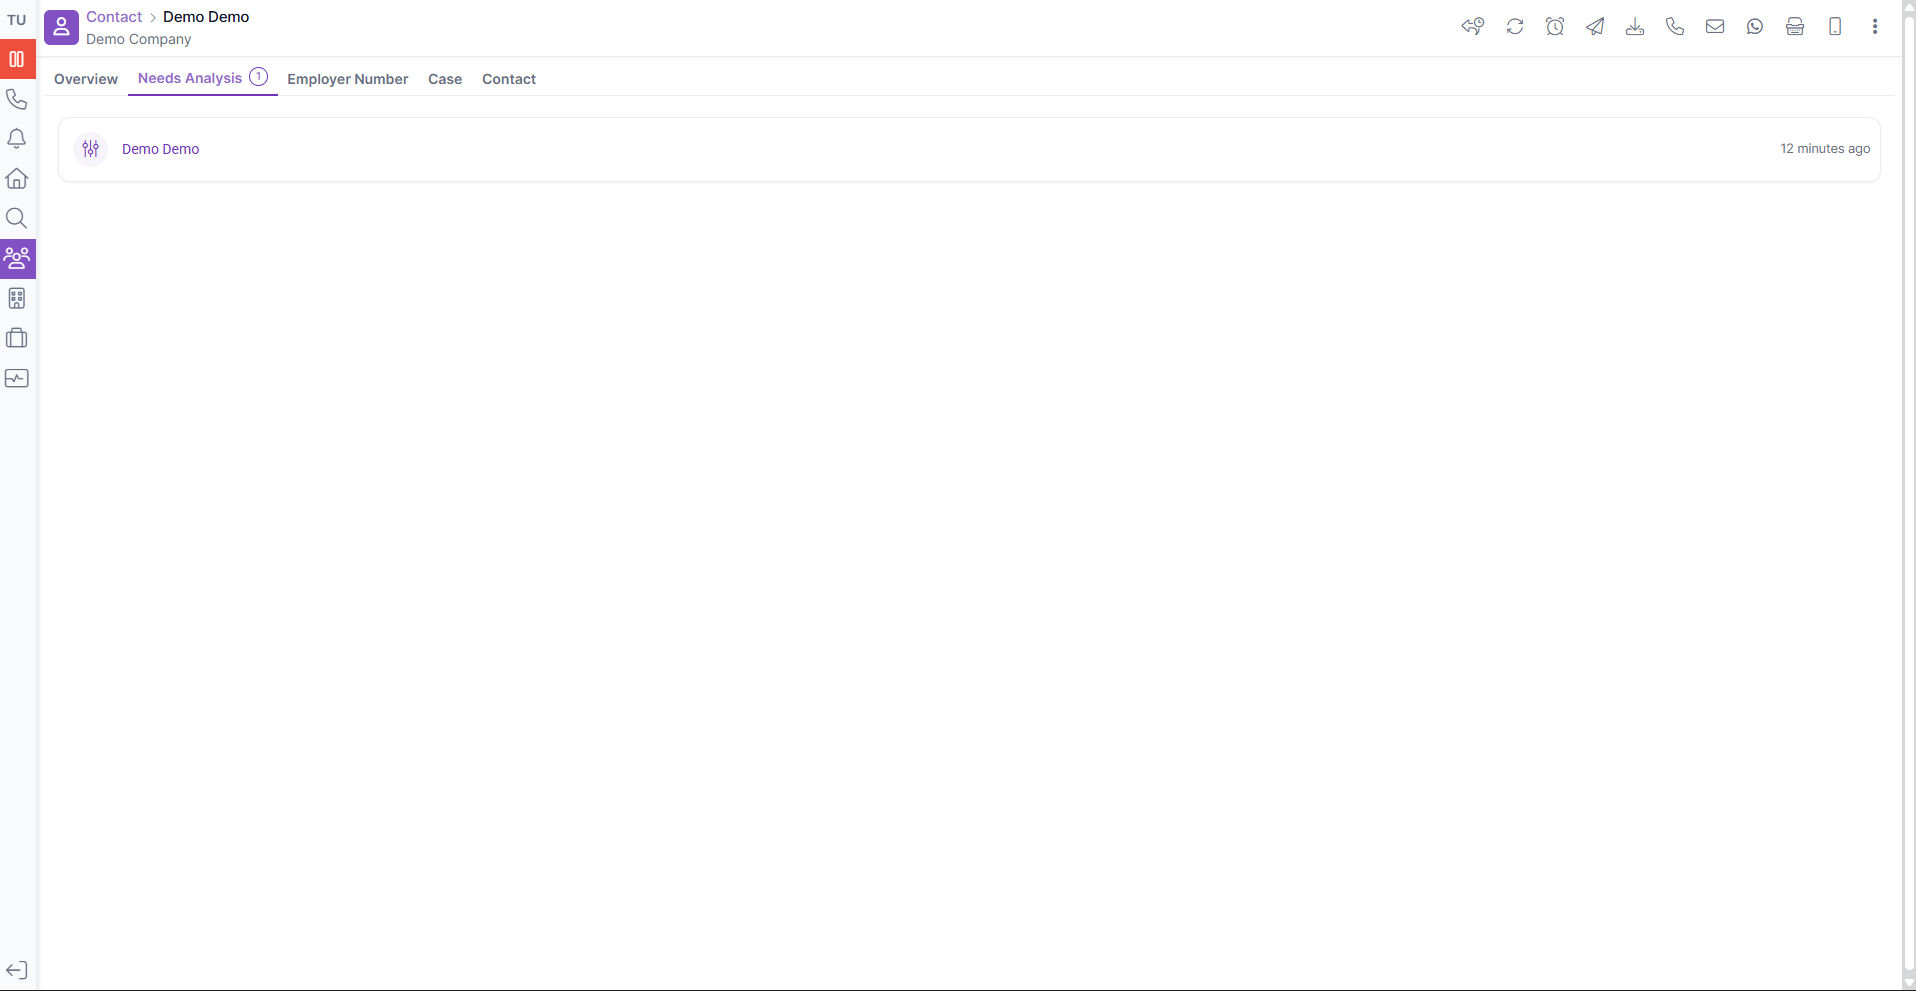 TU
Contact > Demo Demo
Demo Company
Overview
Needs Analysis 1
Employer Number
Case
Contact
Demo Demo
12 minutes ago